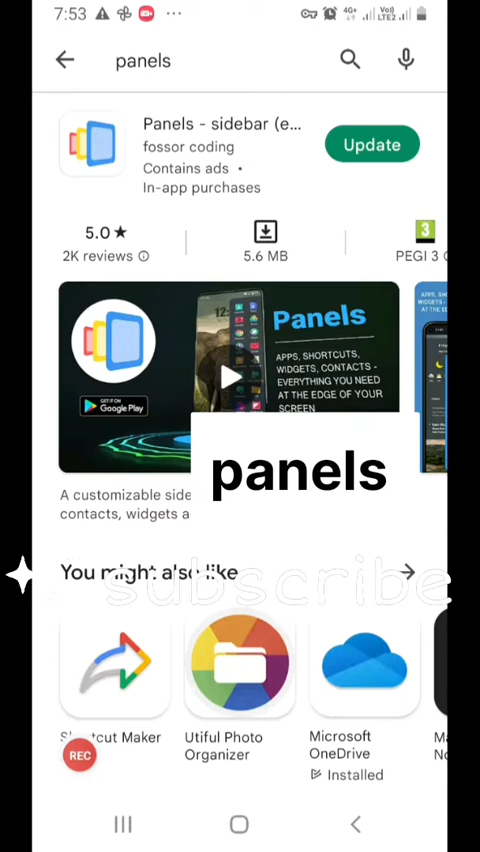 7:53
4G+
Vo))
LTE2
panels
Panels - sidebar (e...
fossor coding
Contains ads •
In-app purchases
Update
5.0★
2K reviews
5.6 MB
3
PEGI 3
Panels
APPS, SHORTCUTS,
WIDGETS, CONTACTS -
EVERYTHING YOU NEED
AT THE EDGE OF YOUR
SCREEN
GET IT ON
Google Play
panels
A customizable side
contacts, widgets a
You might also like
subscribe
Shortcut Maker
Utiful Photo
Organizer
Microsoft
OneDrive
Installed
REC